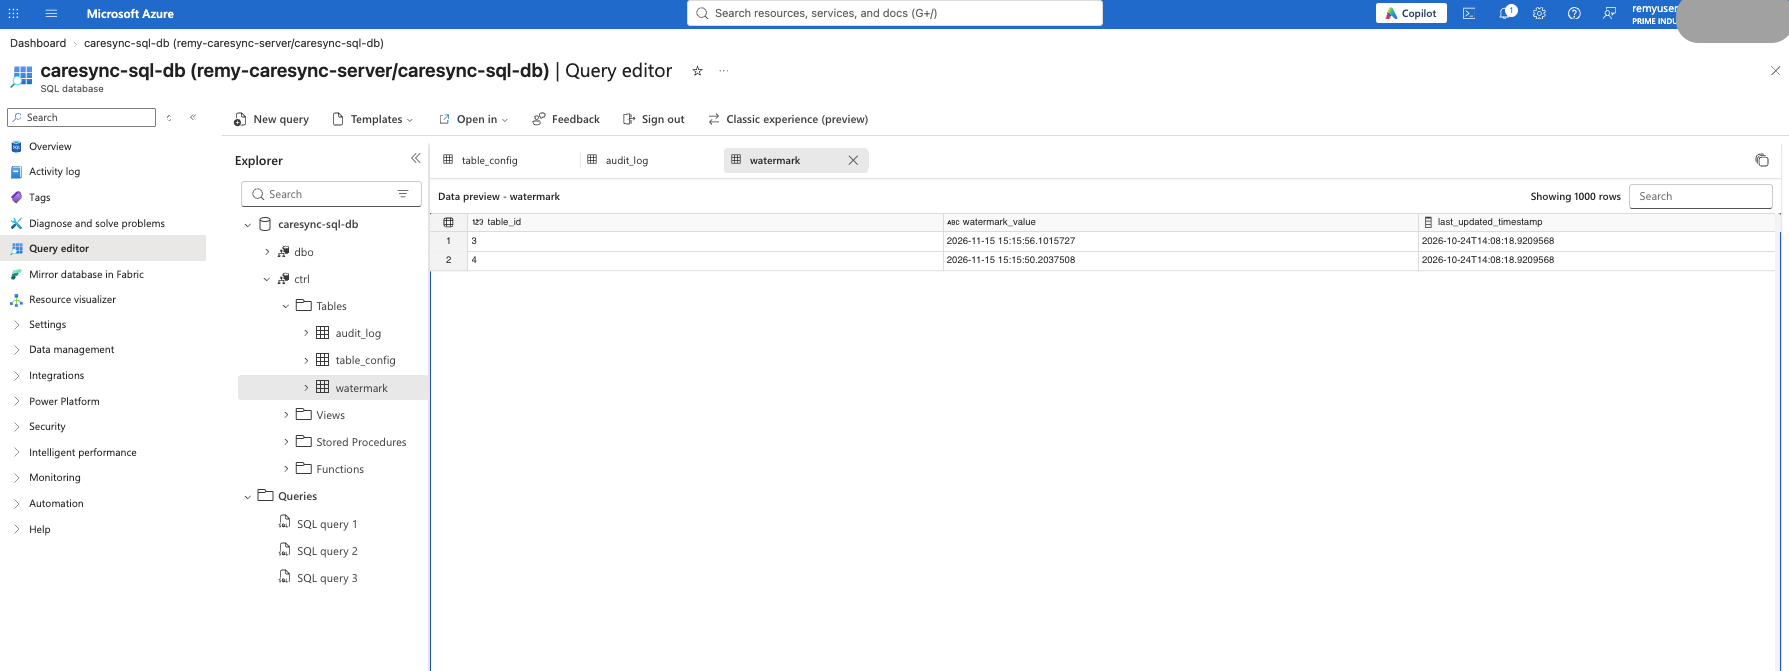 Microsoft Azure
Search resources, services, and docs (G+/)
Copilot
1
remyuser
PRIME INDU
Dashboard > caresync-sql-db (remy-caresync-server/caresync-sql-db)
caresync-sql-db (remy-caresync-server/caresync-sql-db) | Query editor
SQL database
Search
Overview
Activity log
Tags
Diagnose and solve problems
Query editor
Mirror database in Fabric
Resource visualizer
Settings
Data management
Integrations
Power Platform
Security
Intelligent performance
Monitoring
Automation
Help
New query
Templates
Open in
Feedback
Sign out
Classic experience (preview)
Explorer
Search
caresync-sql-db
dbo
ctrl
Tables
audit_log
table_config
watermark
Views
Stored Procedures
Functions
Queries
SQL query 1
SQL query 2
SQL query 3
table_config
audit_log
watermark
Data preview - watermark
Showing 1000 rows
Search
123 table_id ABC watermark_value last_updated_timestamp
1 3 2026-11-15 15:15:56.1015727 2026-10-24T14:08:18.9209568
2 4 2026-11-15 15:15:50.2037508 2026-10-24T14:08:18.9209568